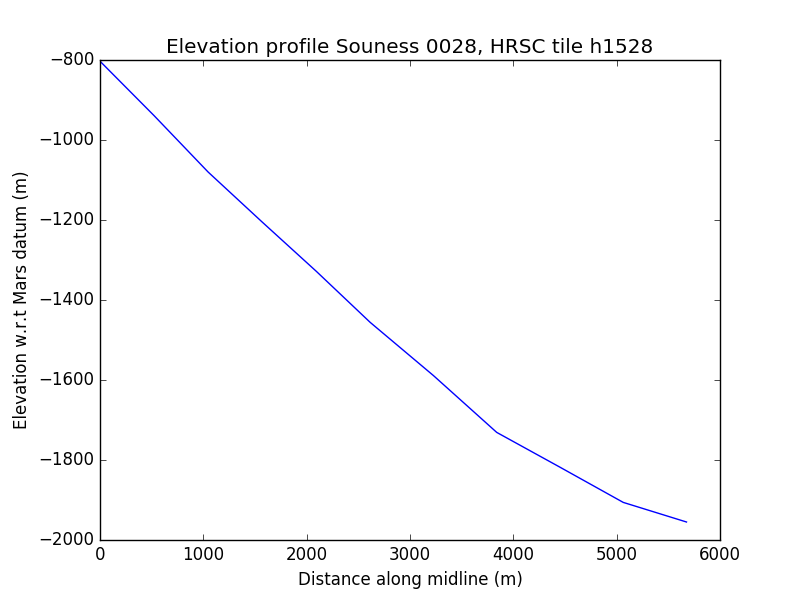 Elevation profile Souness 0028, HRSC tile h1528
−800
−1000
−1200
−1400
−1600
−1800
−2000
Elevation w.r.t Mars datum (m)
0 1000 2000 3000 4000 5000 6000
Distance along midline (m)